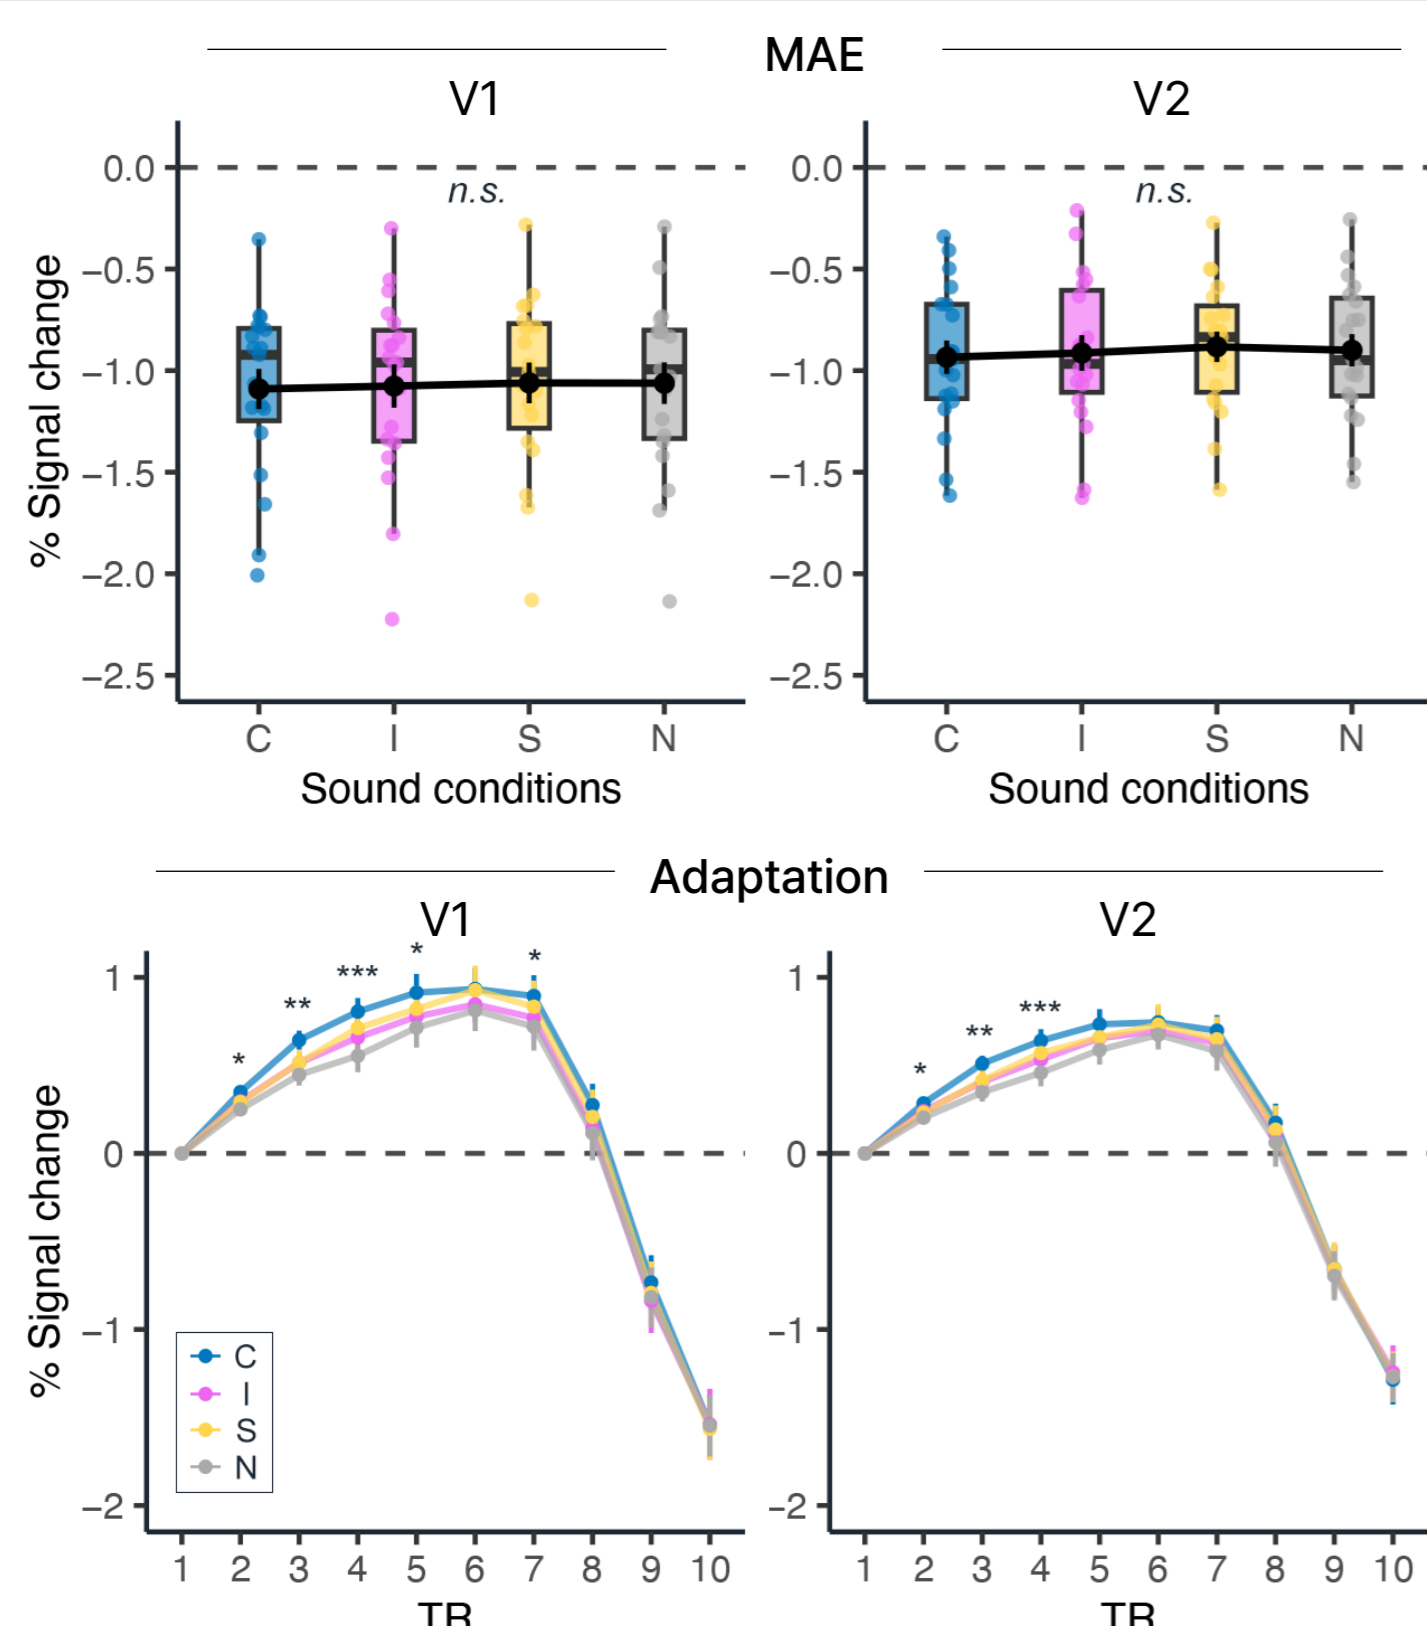 MAE
V1
V2
0.0
−0.5
−1.0
−1.5
−2.0
−2.5
% Signal change
n.s.
C I S N
Sound conditions
0.0
−0.5
−1.0
−1.5
−2.0
−2.5
n.s.
C I S N
Sound conditions
Adaptation
V1
V2
1
0
−1
−2
% Signal change
* ** *** * *
C
I
S
N
1 2 3 4 5 6 7 8 9 10
TR
1
0
−1
−2
* ** ***
1 2 3 4 5 6 7 8 9 10
TR